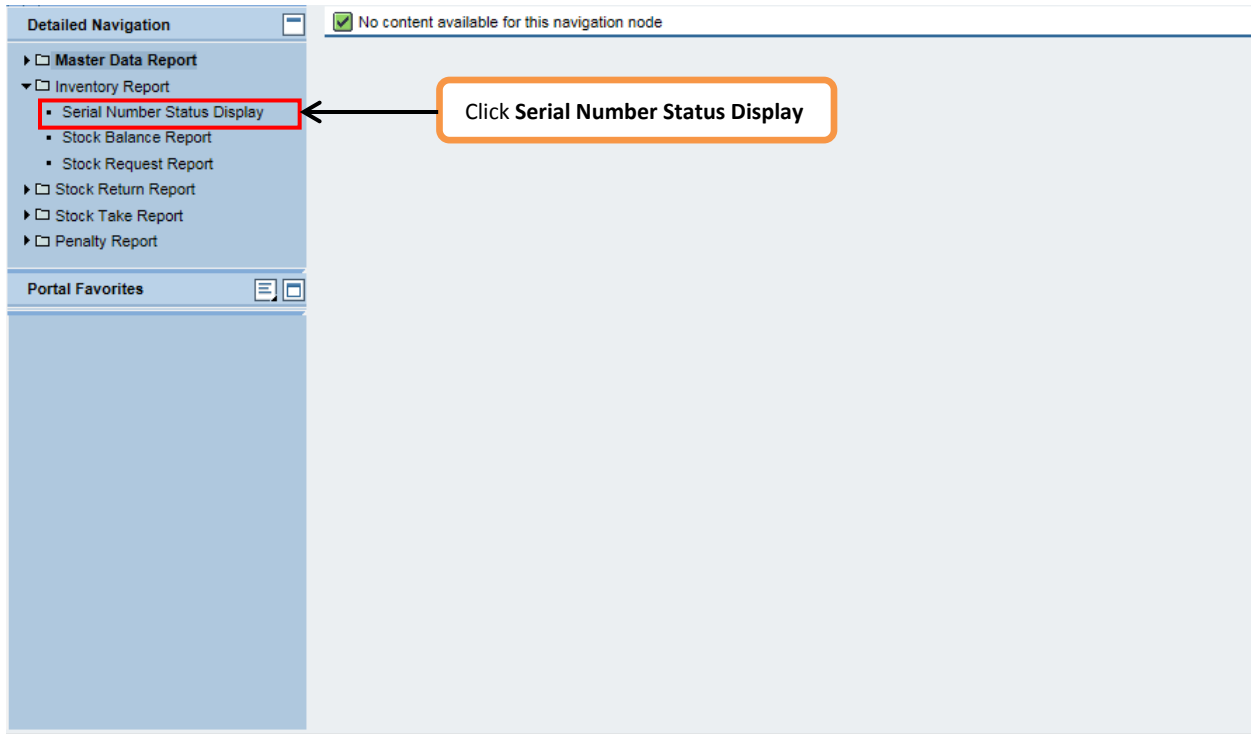 Detailed Navigation
No content available for this navigation node
Master Data Report
Inventory Report
Serial Number Status Display
Click Serial Number Status Display
Stock Balance Report
Stock Request Report
Stock Return Report
Stock Take Report
Penalty Report
Portal Favorites